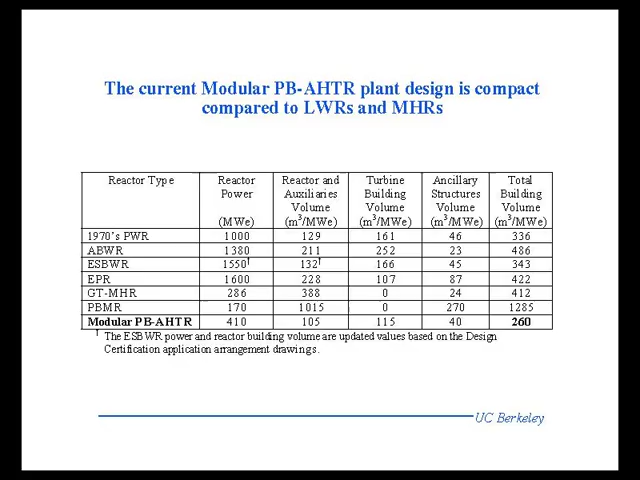 The current Modular PB-AHTR plant design is compact
compared to LWRs and MHRs
Reactor Type | Reactor Power (MWe) | Reactor and Auxiliaries Volume (m³/MWe) | Turbine Building Volume (m³/MWe) | Ancillary Structures Volume (m³/MWe) | Total Building Volume (m³/MWe)
1970's PWR | 1000 | 129 | 161 | 46 | 336
ABWR | 1380 | 211 | 252 | 23 | 486
ESBWR | 1550† | 132† | 166 | 45 | 343
EPR | 1600 | 228 | 107 | 87 | 422
GT-MHR | 286 | 388 | 0 | 24 | 412
PBMR | 170 | 1015 | 0 | 270 | 1285
Modular PB-AHTR | 410 | 105 | 115 | 40 | 260
† The ESBWR power and reactor building volume are updated values based on the Design
Certification application arrangement drawings.
UC Berkeley